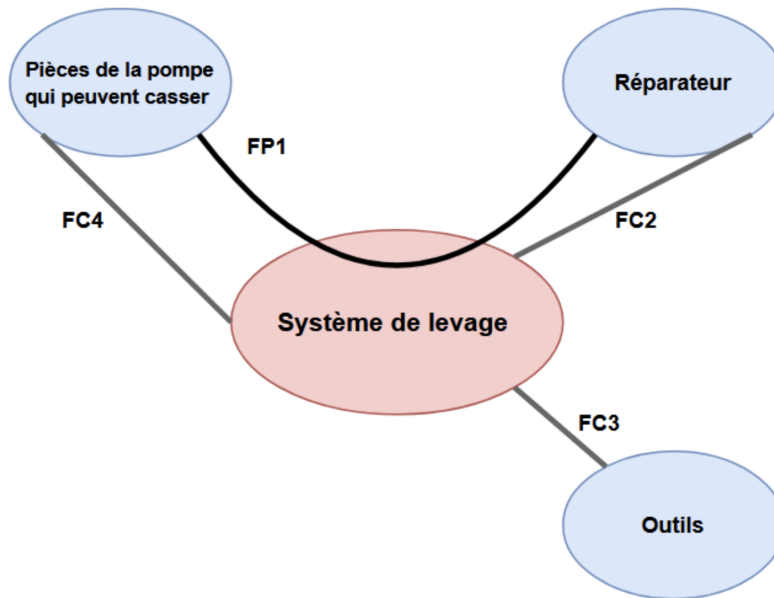 Pièces de la pompe
qui peuvent casser
Réparateur
FP1
FC4
FC2
Système de levage
FC3
Outils